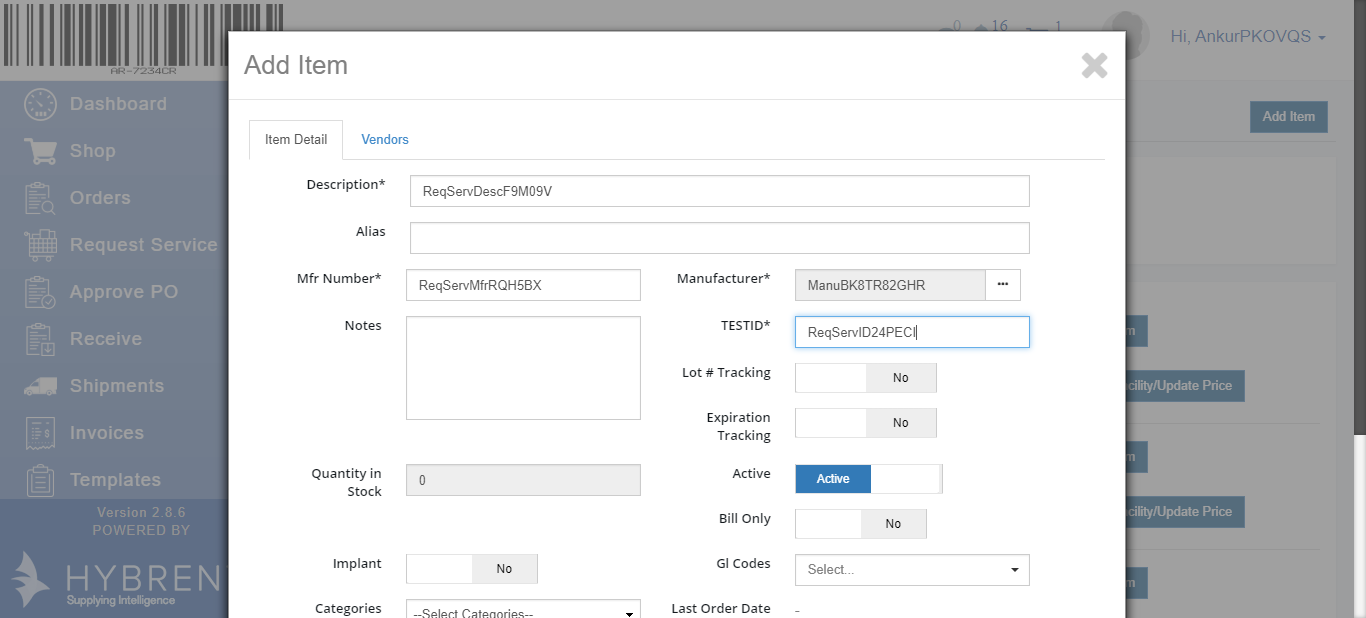 0 16 1
Hi, AnkurPKOVQS
AR-7234CR
Add Item
Dashboard
Shop
Orders
Request Service
Approve PO
Receive
Shipments
Invoices
Templates
Version 2.8.6
POWERED BY
HYBREN
Supplying Intelligence
Add Item
Item Detail
Vendors
Description*
ReqServDescF9M09V
Alias
Mfr Number*
ReqServMfrRQH5BX
Manufacturer*
ManuBK8TR82GHR
...
Notes
TESTID*
ReqServID24PECI
Lot # Tracking
No
Expiration
Tracking
No
Quantity in
Stock
0
Active
Active
Bill Only
No
Implant
No
Gl Codes
Select...
Categories
--Select Categories--
Last Order Date
-
m
cility/Update Price
m
cility/Update Price
m